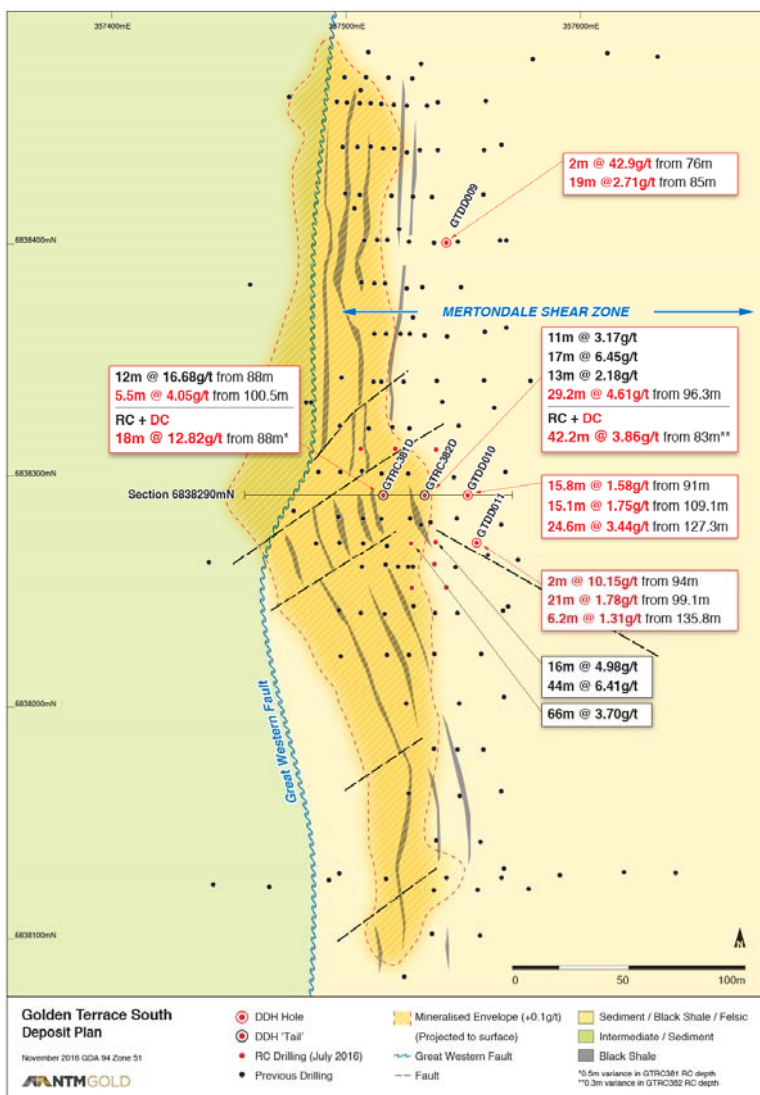 357400mE
357500mE
357600mE
2m @ 42.9g/t from 76m
19m @2.71g/t from 85m
GTDD009
6838400mN
MERTONDALE SHEAR ZONE
11m @ 3.17g/t
17m @ 6.45g/t
13m @ 2.18g/t
29.2m @ 4.61g/t from 96.3m
RC + DC
42.2m @ 3.86g/t from 83m**
12m @ 16.68g/t from 88m
5.5m @ 4.05g/t from 100.5m
RC + DC
18m @ 12.82g/t from 88m*
6838300mN
Section 6838290mN
GTRC381D
GTRC382D
GTDD010
GTDD011
15.8m @ 1.58g/t from 91m
15.1m @ 1.75g/t from 109.1m
24.6m @ 3.44g/t from 127.3m
2m @ 10.15g/t from 94m
21m @ 1.78g/t from 99.1m
6.2m @ 1.31g/t from 135.8m
16m @ 4.98g/t
44m @ 6.41g/t
66m @ 3.70g/t
6838200mN
Great Western Fault
6838100mN
N
0 50 100m
Golden Terrace South
Deposit Plan
November 2016 GDA 94 Zone 51
NTMGOLD
DDH Hole
DDH 'Tail'
RC Drilling (July 2016)
Previous Drilling
Mineralised Envelope (+0.1g/t)
(Projected to surface)
Great Western Fault
Fault
Sediment / Black Shale / Felsic
Intermediate / Sediment
Black Shale
*0.5m variance in GTRC381 RC depth
**0.3m variance in GTRC382 RC depth